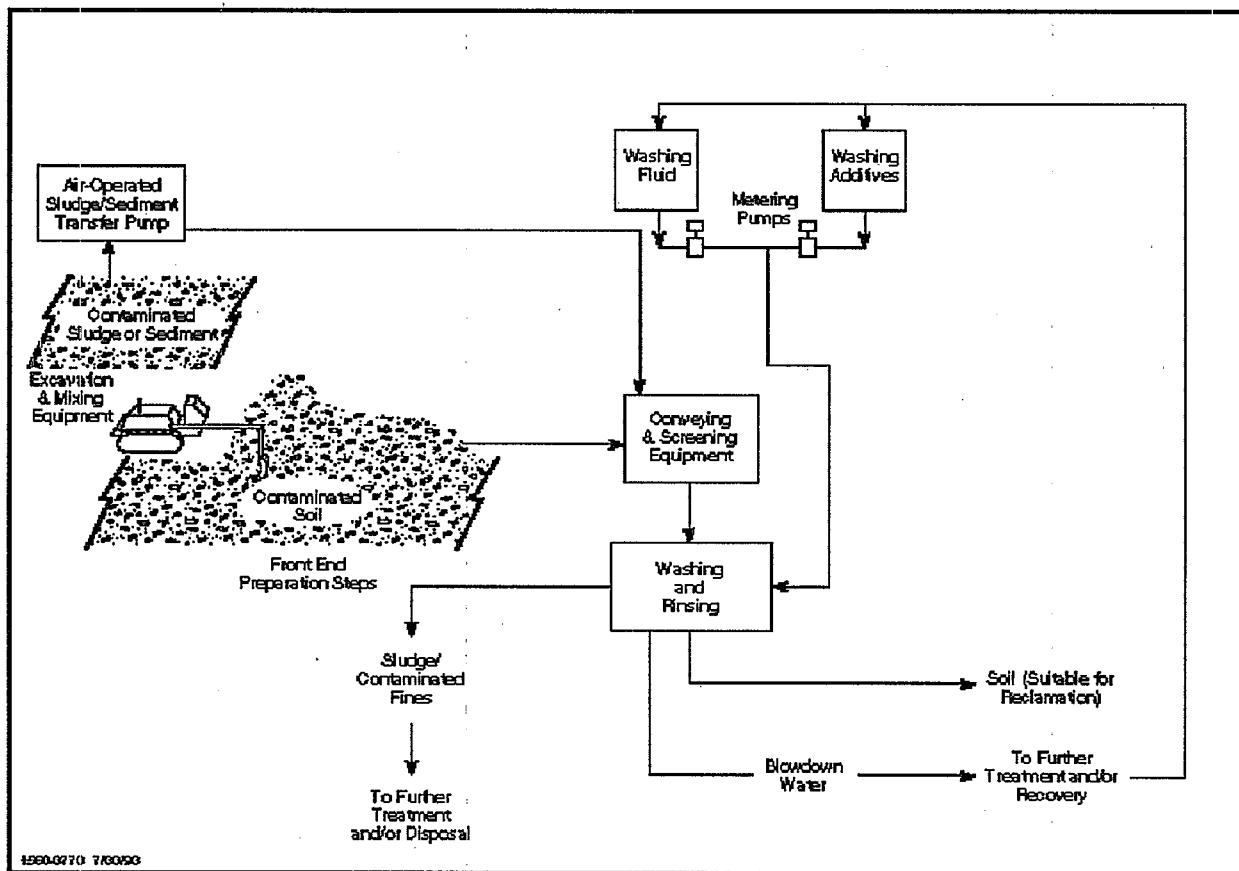 Washing
Fluid
Washing
Additives
Metering
Pumps
Air-Operated
Sludge/Sediment
Transfer Pump
Contaminated
Sludge or Sediment
Excavation
& Mixing
Equipment
Conveying
& Screening
Equipment
Contaminated
Soil
Front End
Preparation Steps
Washing
and
Rinsing
Sludge/
Contaminated
Fines
Soil (Suitable for
Reclamation)
Blowdown
Water
To Further
Treatment and/or
Recovery
To Further
Treatment
and/or Disposal